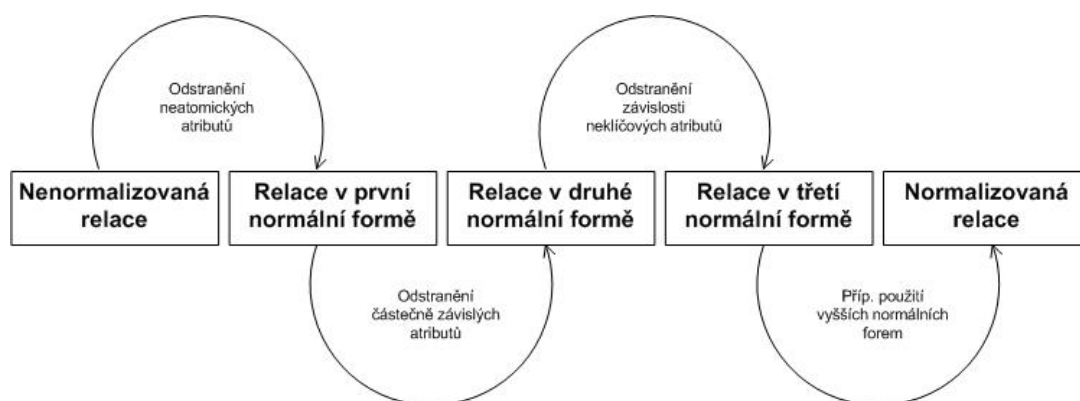 Odstranění
neatomických
atributů
Odstranění
závislosti
neklíčových atributů
Nenormalizovaná
relace
Relace v první
normální formě
Relace v druhé
normální formě
Relace v třetí
normální formě
Normalizovaná
relace
Odstranění
částečně závislých
atributů
Příp. použití
vyšších normálních
forem